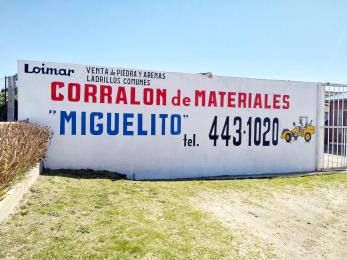 Loimar VENTA de PIEDRA Y ARENAS
LADRILLOS COMUNES
CORRALON de MATERIALES
"MIGUELITO" tel. 443-1020